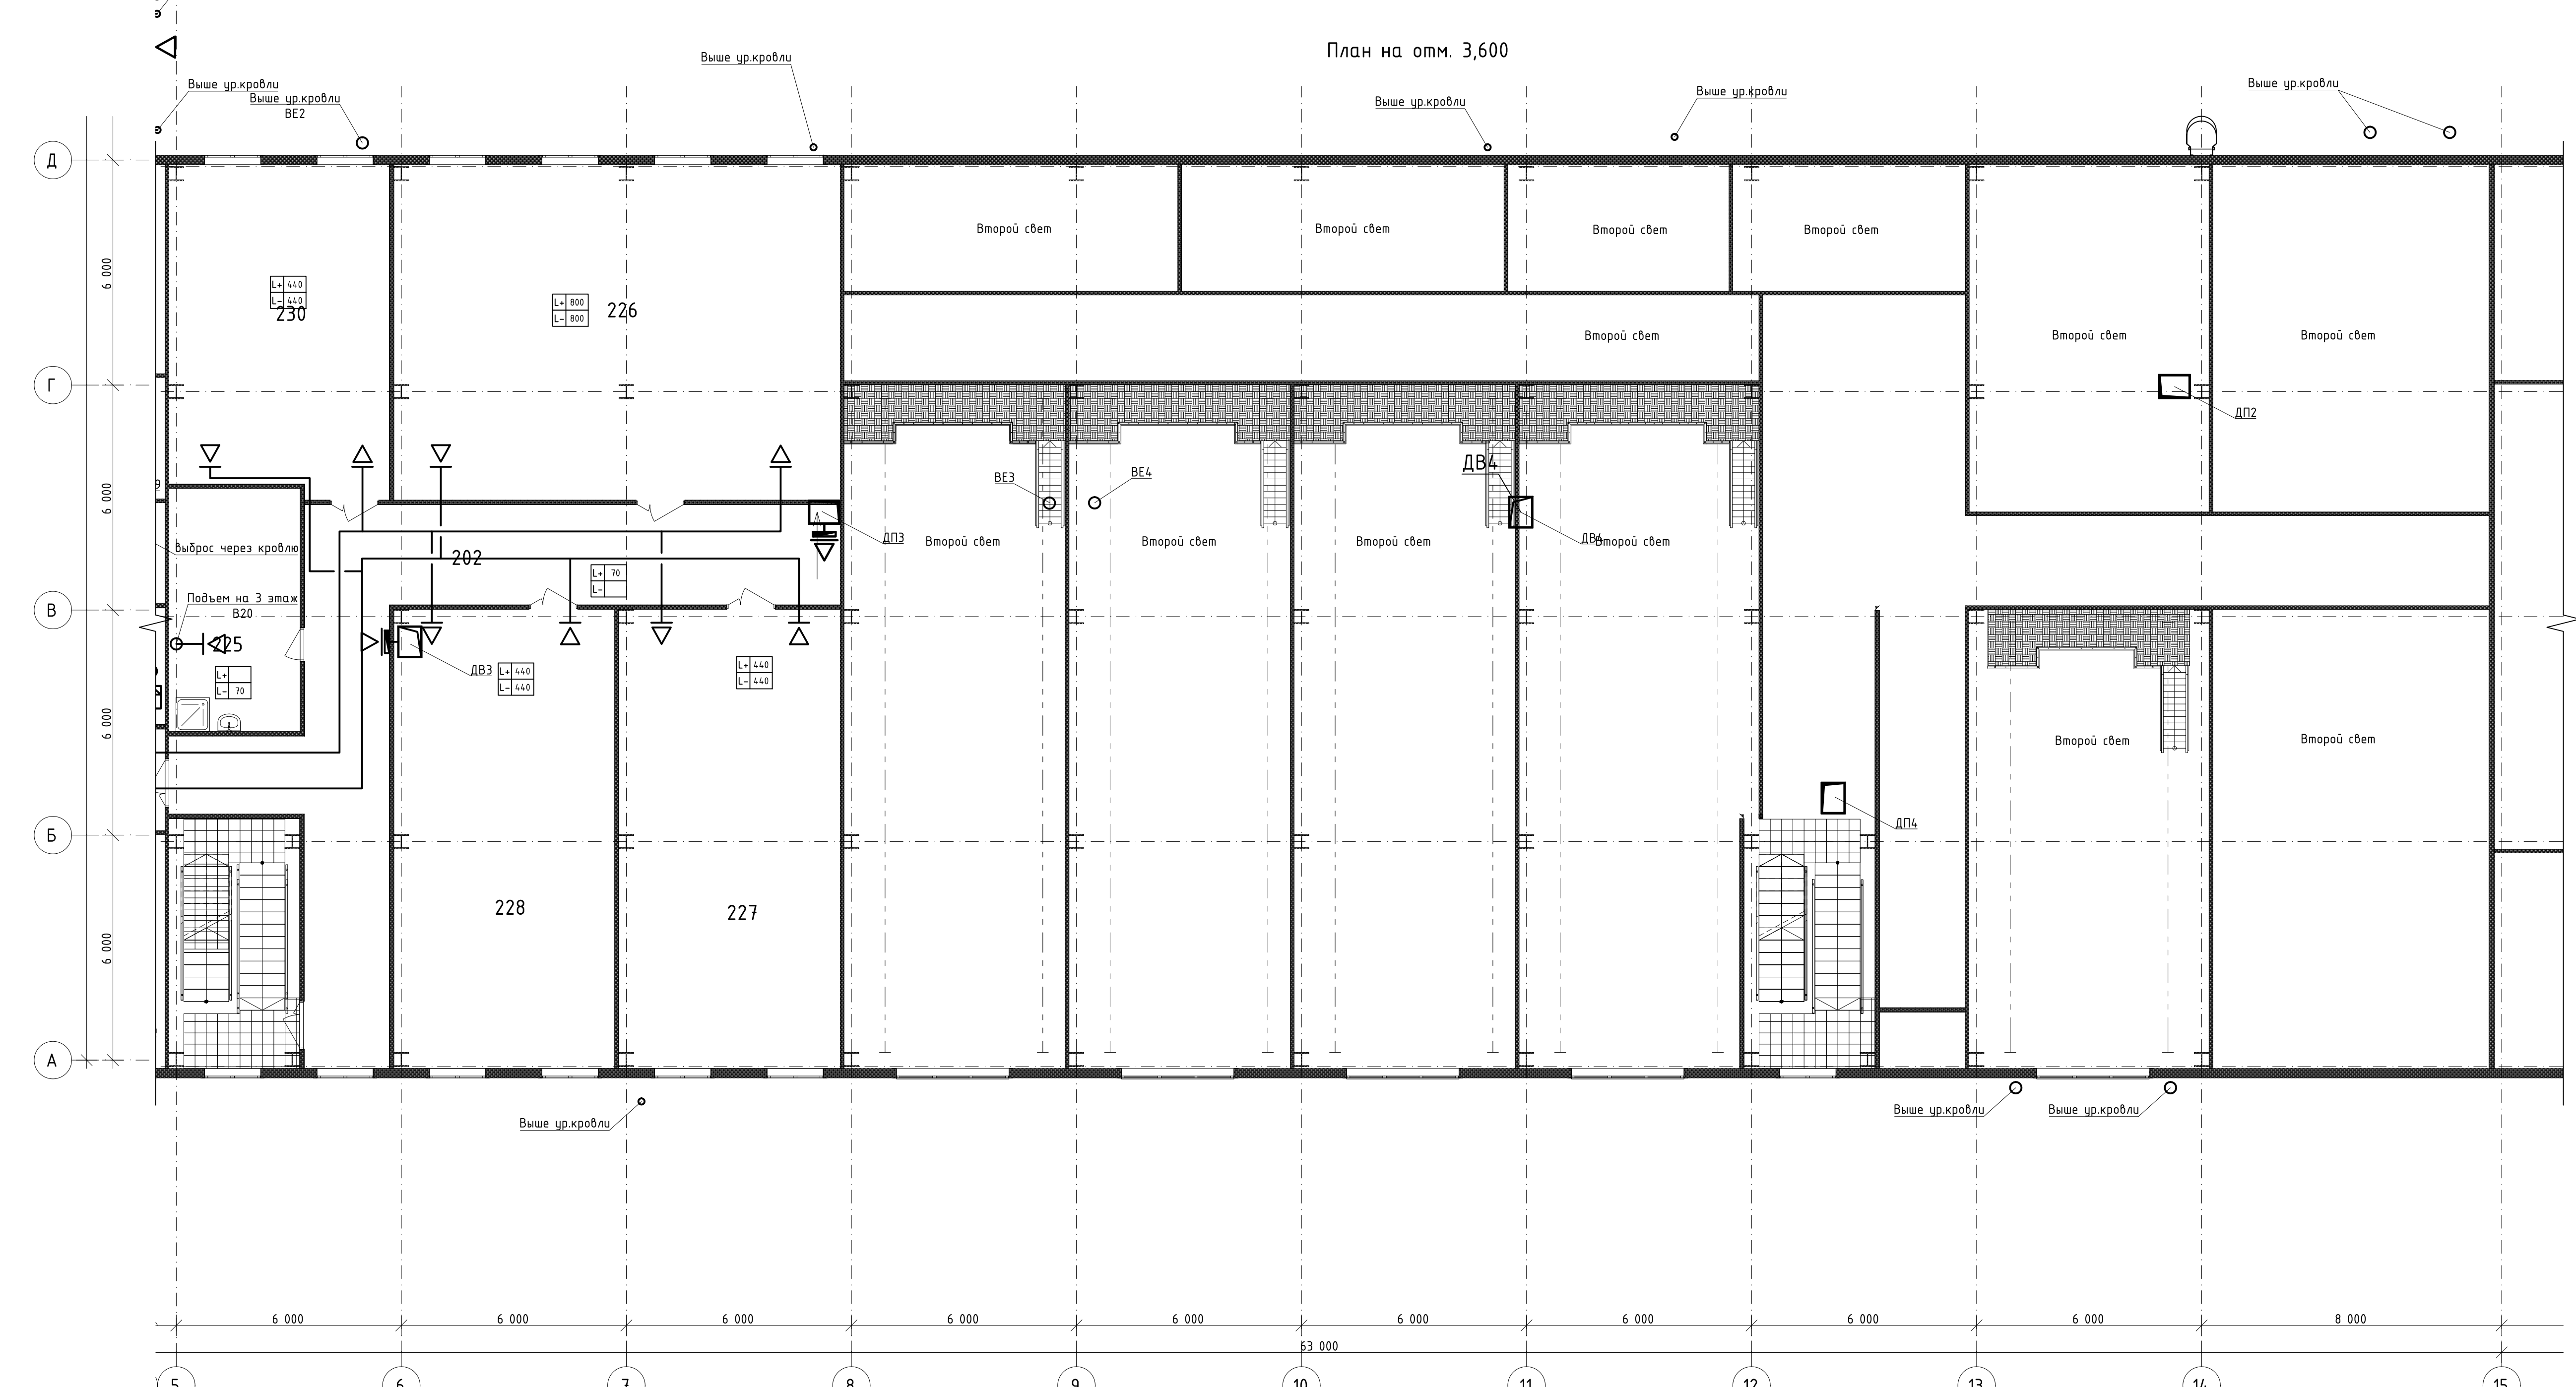 План на отм. 3,600
Выше ур.кровли
Выше ур.кровли
ВЕ2
Выше ур.кровли
Выше ур.кровли
Выше ур.кровли
Выше ур.кровли
Д
Г
В
Б
А
6 000
6 000
6 000
6 000
L+ 440
L- 440
230
L+ 800
L- 800
226
Второй свет
Второй свет
Второй свет
Второй свет
Второй свет
Второй свет
Второй свет
ДП2
ВЕ3
ВЕ4
ДВ4
9
выброс через кровлю
202
L+ 70
L-
ДП3
Второй свет
Второй свет
Второй свет
ДВ4
Второй свет
Подъем на 3 этаж
В20
225
L+
L- 70
ДВ3
L+ 440
L- 440
L+ 440
L- 440
Второй свет
Второй свет
ДП4
228
227
Выше ур.кровли
Выше ур.кровли
Выше ур.кровли
6 000
6 000
6 000
6 000
6 000
6 000
6 000
6 000
6 000
8 000
63 000
5
6
7
8
9
10
11
12
13
14
15